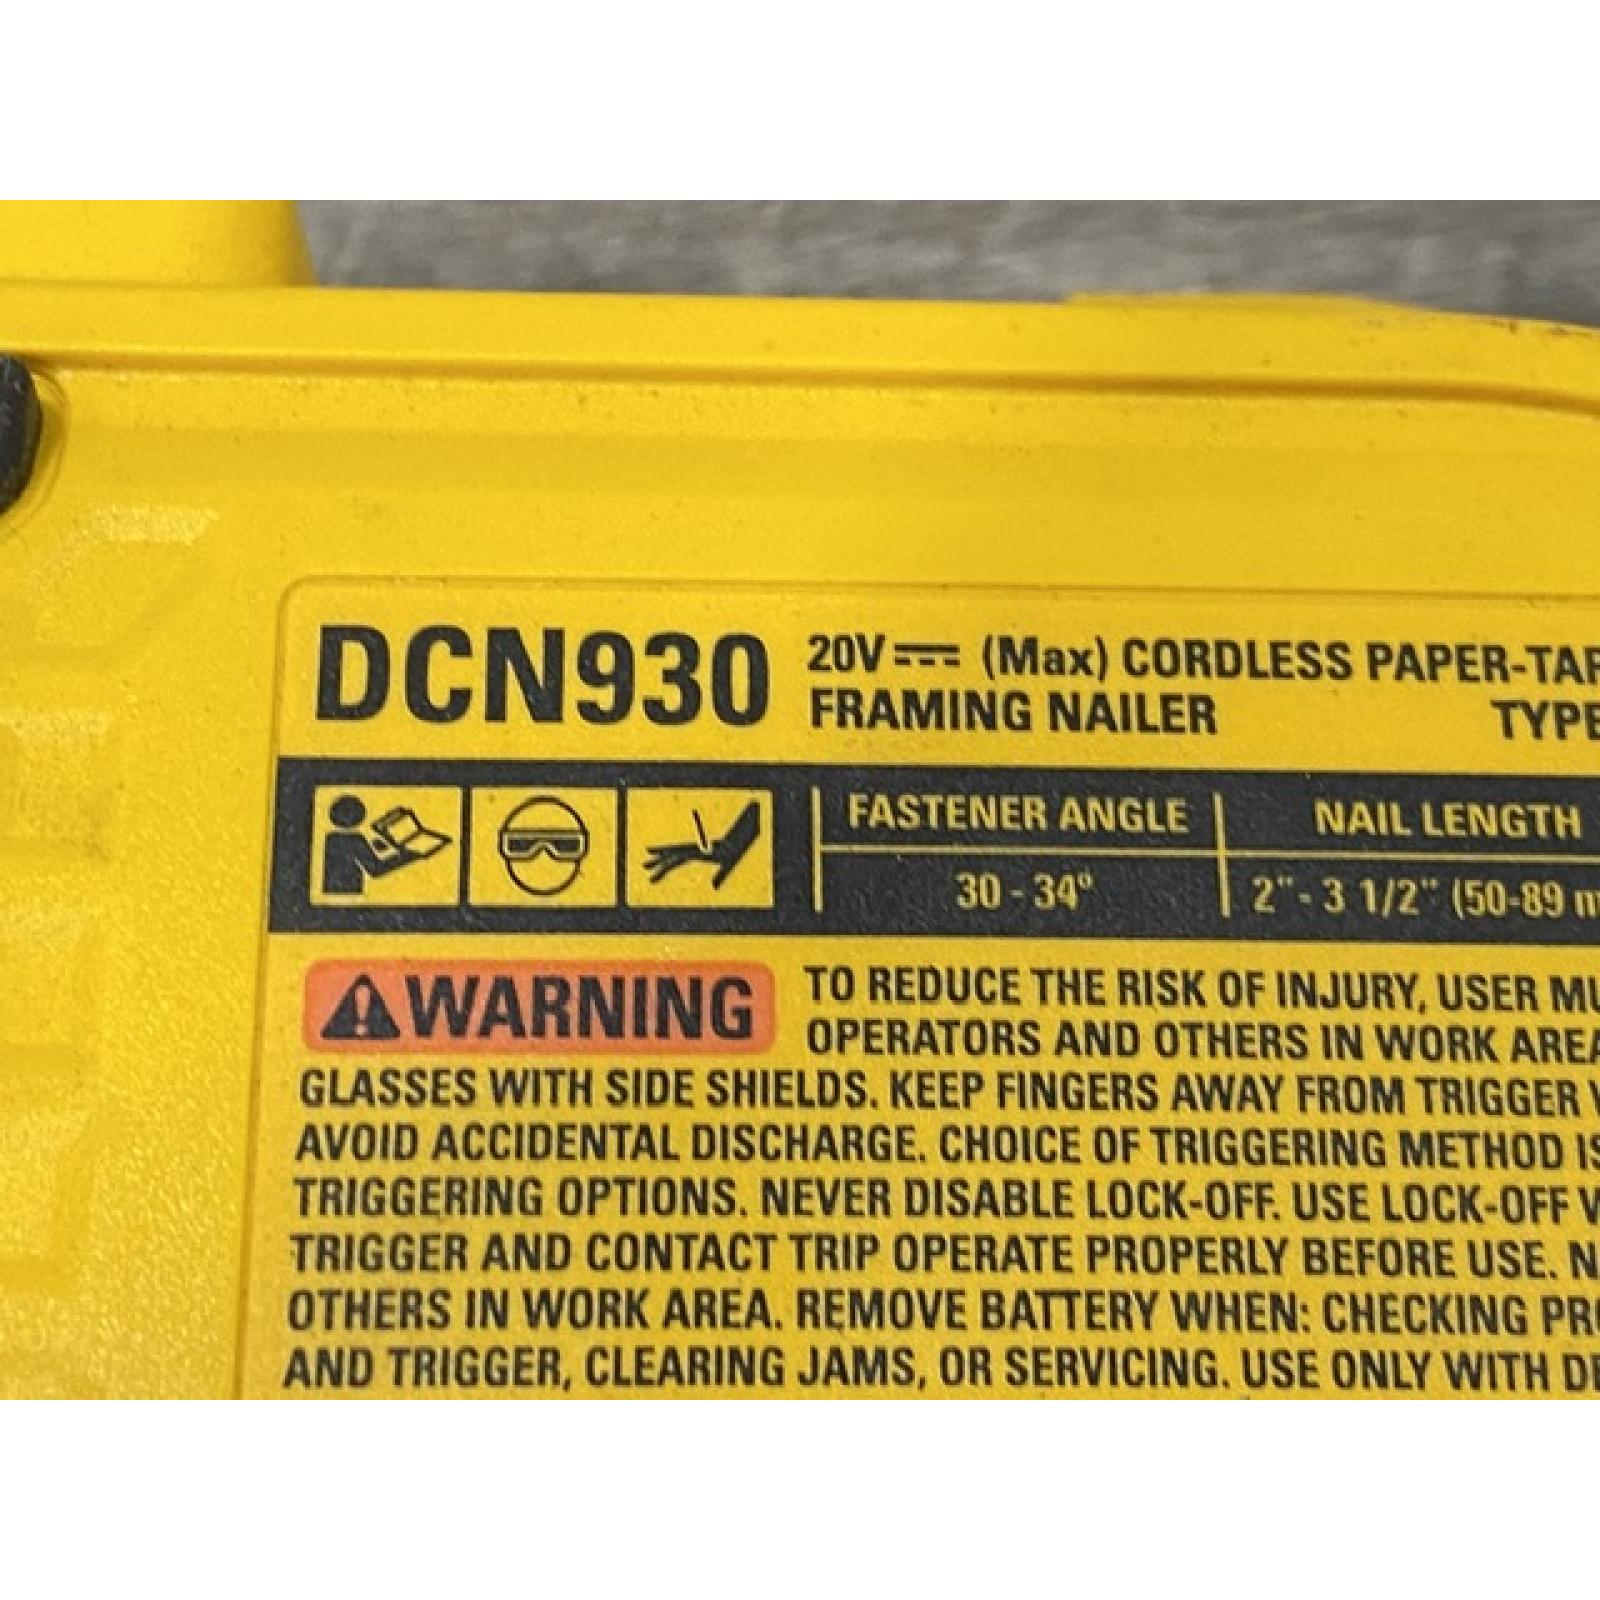 DCN930 20V (Max) CORDLESS PAPER-TAP
FRAMING NAILER TYPE
FASTENER ANGLE NAIL LENGTH
30 - 34° 2" - 3 1/2" (50-89 m
WARNING TO REDUCE THE RISK OF INJURY, USER MU
OPERATORS AND OTHERS IN WORK AREA
GLASSES WITH SIDE SHIELDS. KEEP FINGERS AWAY FROM TRIGGER W
AVOID ACCIDENTAL DISCHARGE. CHOICE OF TRIGGERING METHOD IS
TRIGGERING OPTIONS. NEVER DISABLE LOCK-OFF. USE LOCK-OFF W
TRIGGER AND CONTACT TRIP OPERATE PROPERLY BEFORE USE. N
OTHERS IN WORK AREA. REMOVE BATTERY WHEN: CHECKING PRO
AND TRIGGER, CLEARING JAMS, OR SERVICING. USE ONLY WITH DE